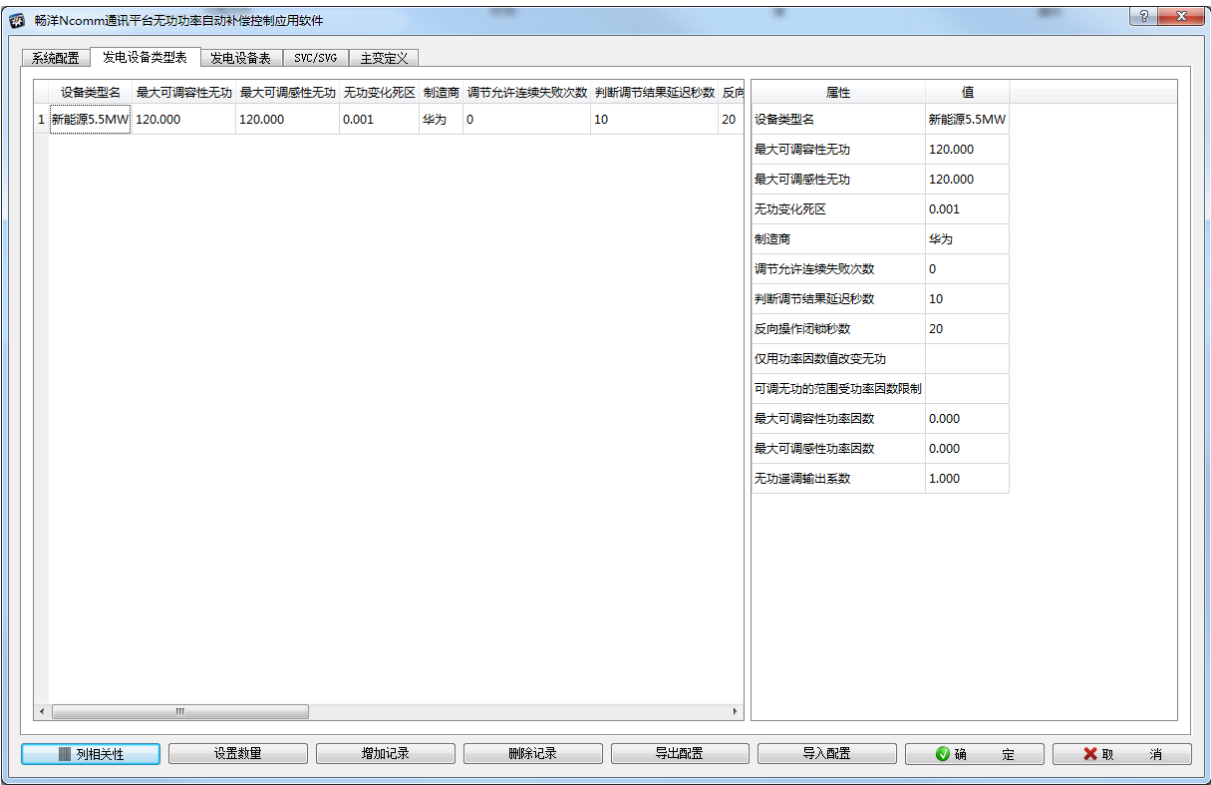 畅洋Ncomm通讯平台无功功率自动补偿控制应用软件
系统配置 发电设备类型表 发电设备表 SVC/SVG 主变定义
设备类型名 最大可调容性无功 最大可调感性无功 无功变化死区 制造商 调节允许连续失败次数 判断调节结果延迟秒数 反向
1 新能源5.5MW 120.000 120.000 0.001 华为 0 10 20
属性 值
设备类型名 新能源5.5MW
最大可调容性无功 120.000
最大可调感性无功 120.000
无功变化死区 0.001
制造商 华为
调节允许连续失败次数 0
判断调节结果延迟秒数 10
反向操作闭锁秒数 20
仅用功率因数值改变无功
可调无功的范围受功率因数限制
最大可调容性功率因数 0.000
最大可调感性功率因数 0.000
无功遥调输出系数 1.000
列相关性 设置数量 增加记录 删除记录 导出配置 导入配置 确 定 取 消